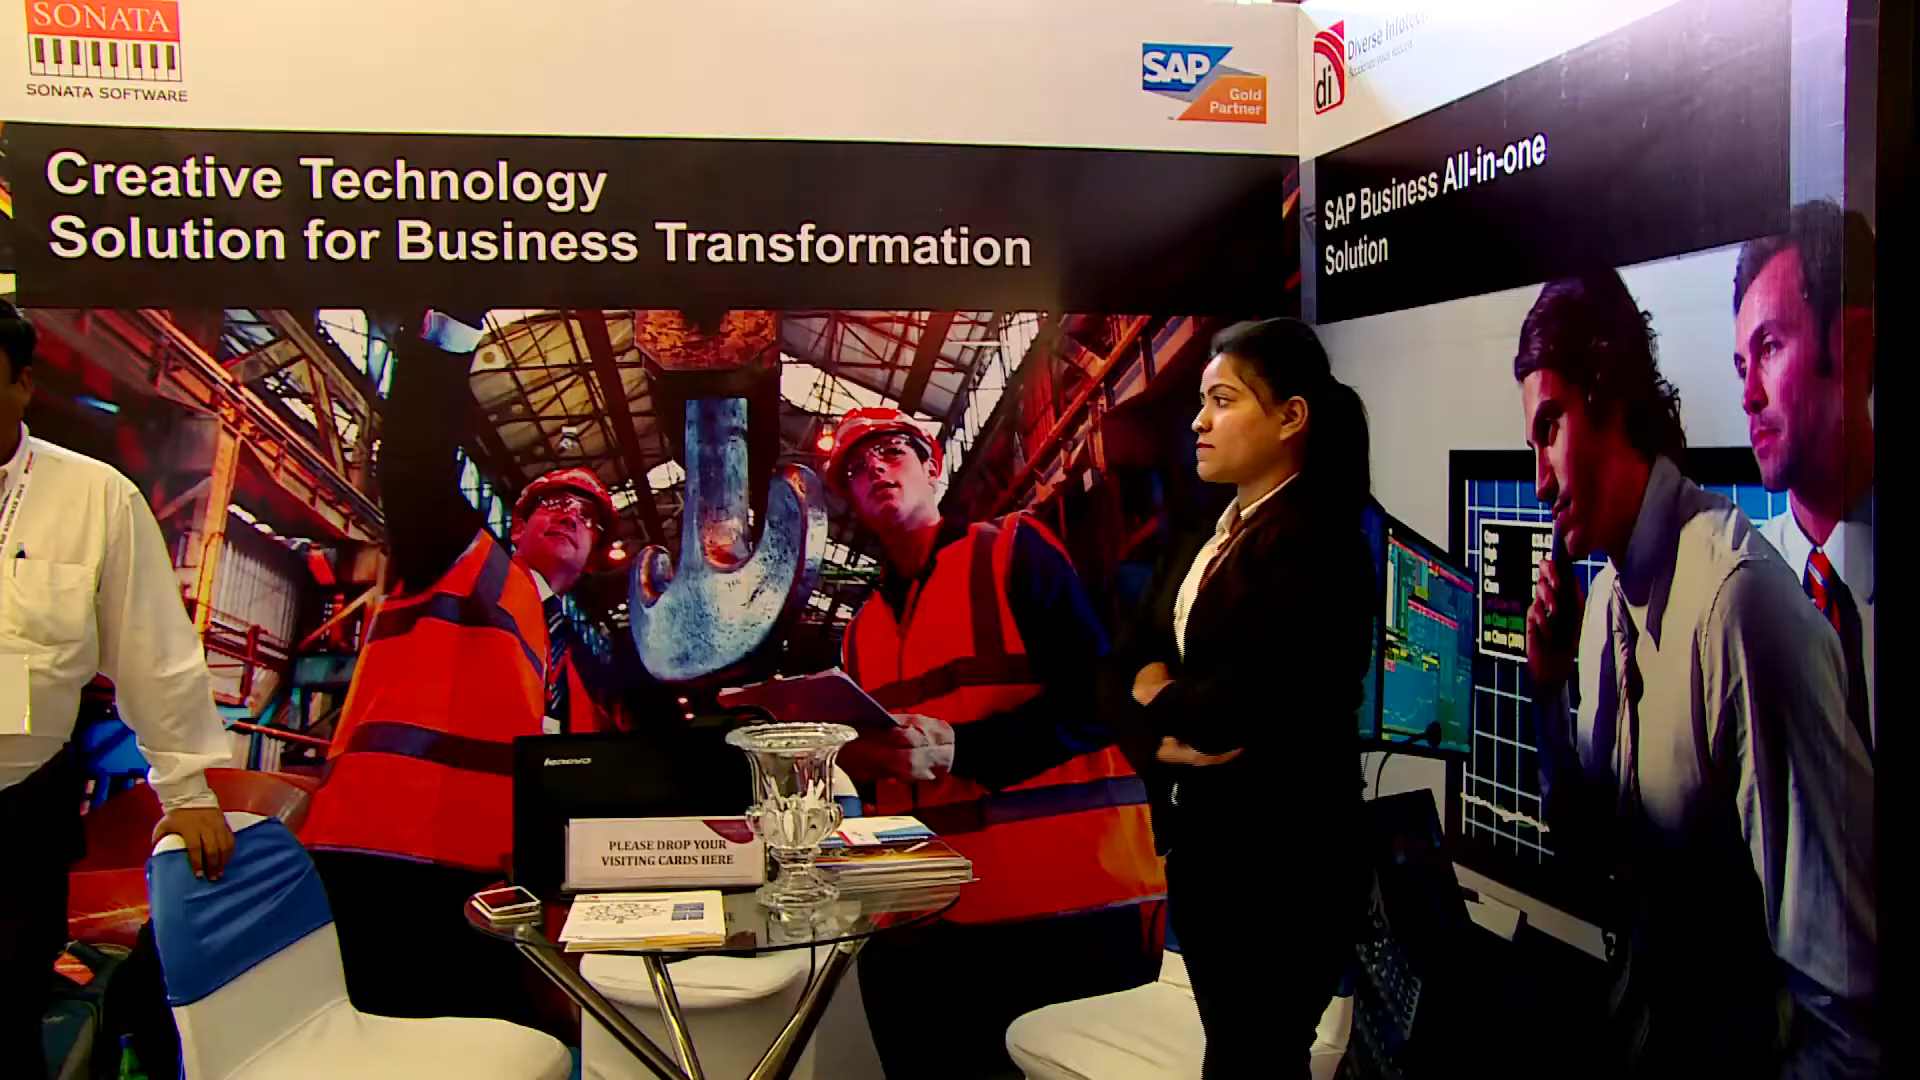 SONATA
SONATA SOFTWARE
SAP
Gold
Partner
di
Diverse
Creative Technology
Solution for Business Transformation
SAP Business All-in-one
Solution
lenovo
PLEASE DROP YOUR
VISITING CARDS HERE